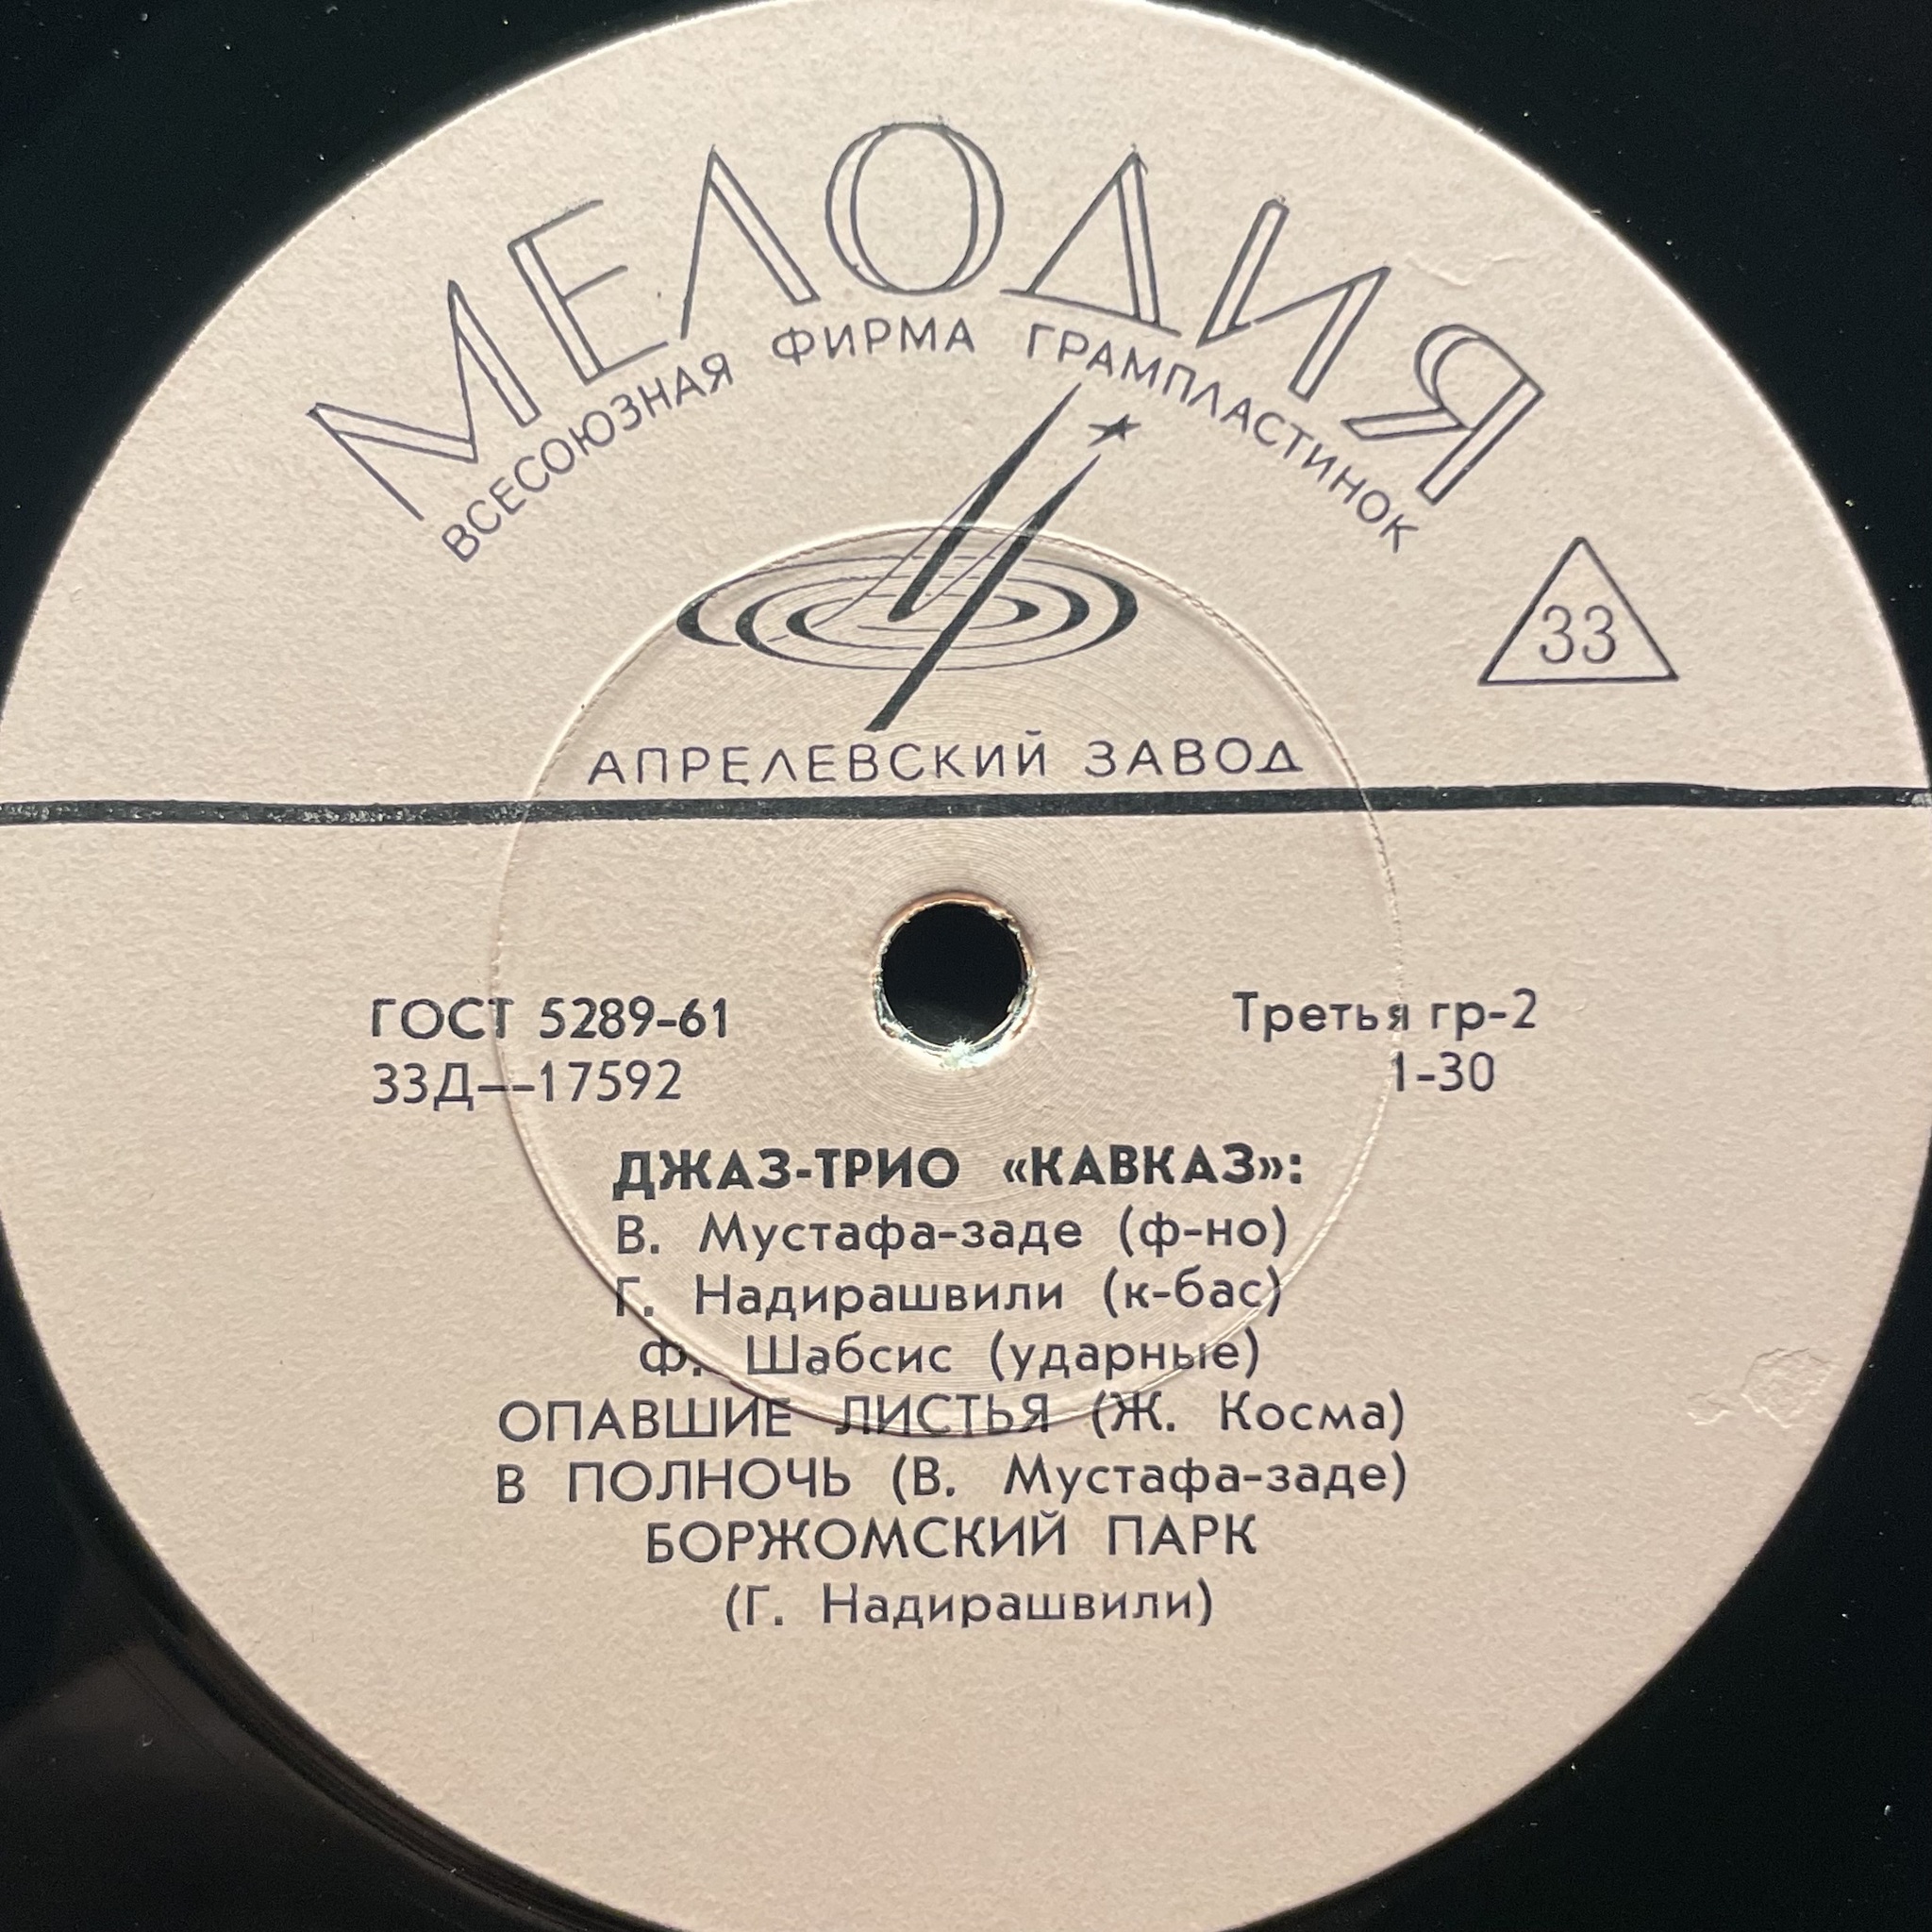 МЕЛОДИЯ
ВСЕСОЮЗНАЯ ФИРМА ГРАМПЛАСТИНОК
33
АПРЕЛЕВСКИЙ ЗАВОД
ГОСТ 5289-61
Третья гр-2
33Д—17592
1-30
ДЖАЗ-ТРИО «КАВКАЗ»:
В. Мустафа-заде (ф-но)
Г. Надирашвили (к-бас)
Ф. Шабсис (ударные)
ОПАВШИЕ ЛИСТЬЯ (Ж. Косма)
В ПОЛНОЧЬ (В. Мустафа-заде)
БОРЖОМСКИЙ ПАРК
(Г. Надирашвили)